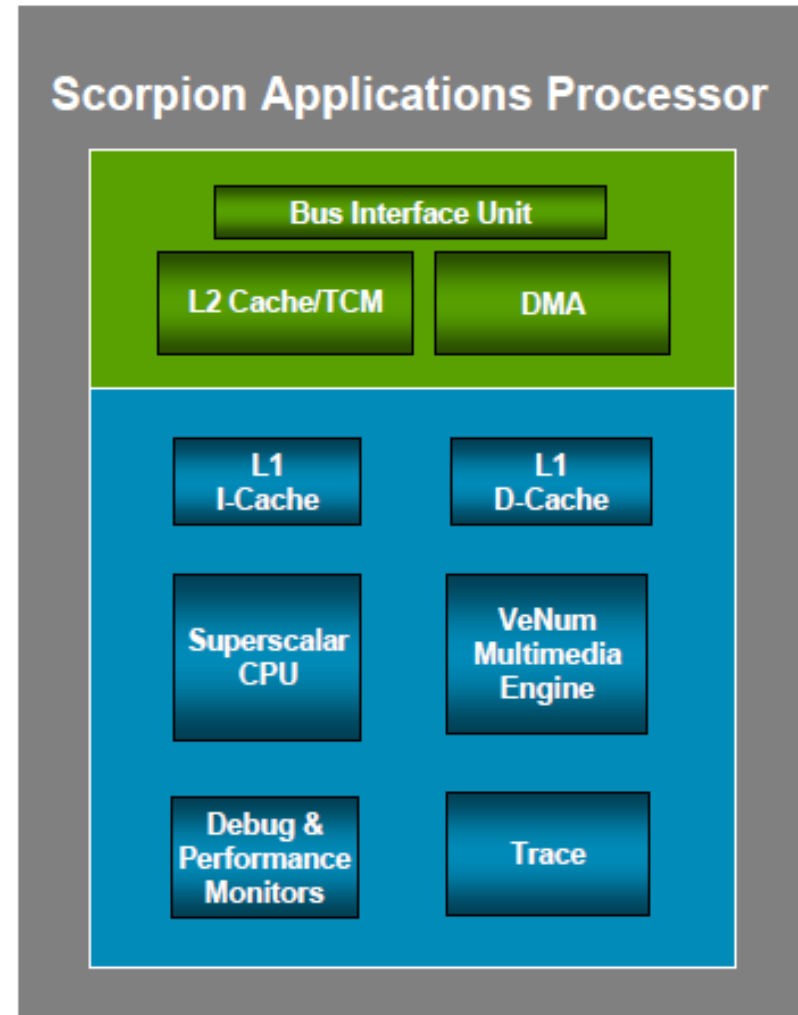 Scorpion Applications Processor
Bus Interface Unit
L2 Cache/TCM
DMA
L1
I-Cache
L1
D-Cache
Superscalar
CPU
VeNum
Multimedia
Engine
Debug &
Performance
Monitors
Trace